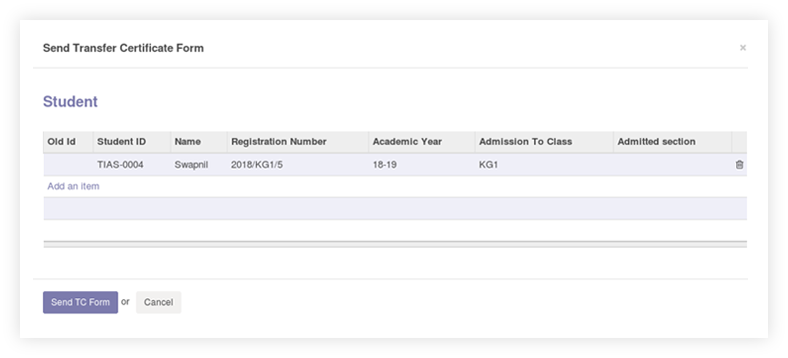 Send Transfer Certificate Form ×
Student
Old Id Student ID Name Registration Number Academic Year Admission To Class Admitted section
TIAS-0004 Swapnil 2018/KG1/5 18-19 KG1
Add an item
Send TC Form or Cancel